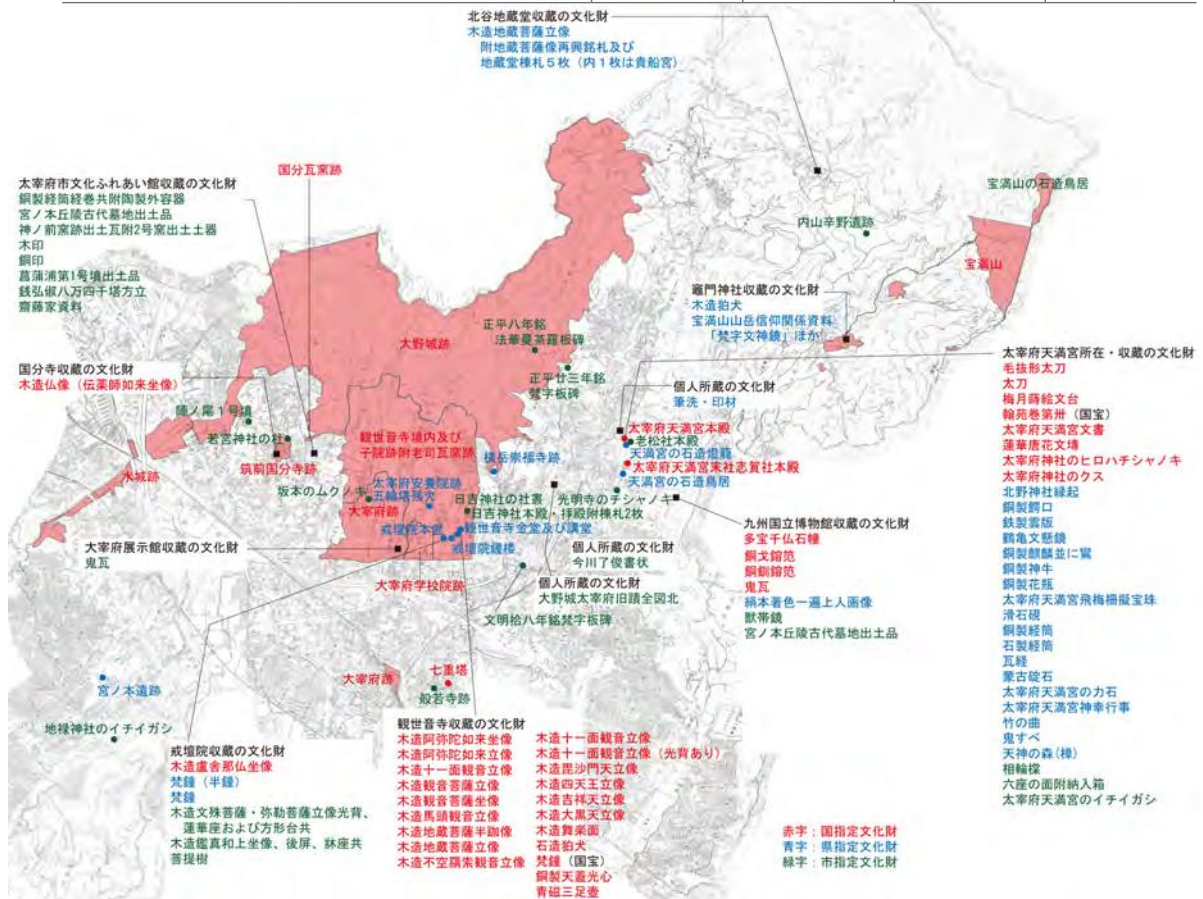 北谷地蔵堂収蔵の文化財
木造地蔵菩薩立像
附地蔵菩薩像再興銘札及び
地蔵堂棟札5枚（内1枚は貴船宮）
国分瓦窯跡
太宰府市文化ふれあい館収蔵の文化財
銅製経筒経巻共附陶製外容器
宮ノ本丘陵古代墓地出土品
神ノ前窯跡出土瓦附2号窯出土土器
木印
銅印
菖蒲浦第1号墳出土品
銭弘俶八万四千塔方立
齋藤家資料
宝満山の石造鳥居
内山辛野遺跡
宝満山
竈門神社収蔵の文化財
木造狛犬
宝満山山岳信仰関係資料
「梵字文神鏡」ほか
正平八年銘
法華曼荼羅板碑
大野城跡
正平廿三年銘
梵字板碑
国分寺収蔵の文化財
木造仏像（伝薬師如来坐像）
陣ノ尾1号墳
若宮神社の杜
筑前国分寺跡
水城跡
個人所蔵の文化財
筆洗・印材
観世音寺境内及び
子院跡附老司瓦窯跡
太宰府天満宮本殿
老松社本殿
天満宮の石造燈籠
太宰府天満宮末社志賀社本殿
天満宮の石造鳥居
横岳崇福寺跡
太宰府安養院跡
五輪塔残欠
坂本のムクノキ
大宰府跡
日吉神社の社叢
光明寺のチシャノキ
日吉神社本殿・拝殿附棟札2枚
観世音寺金堂及び講堂
戒壇院本堂
戒壇院鐘楼
大宰府展示館収蔵の文化財
鬼瓦
個人所蔵の文化財
今川了俊書状
大宰府学校院跡
個人所蔵の文化財
大野城太宰府旧蹟全図北
文明拾八年銘梵字板碑
九州国立博物館収蔵の文化財
多宝千仏石幢
銅戈鎔笵
銅釧鎔笵
鬼瓦
絹本著色一遍上人画像
獣帯鏡
宮ノ本丘陵古代墓地出土品
太宰府天満宮所在・収蔵の文化財
毛抜形太刀
太刀
梅月蒔絵文台
翰苑巻第卅（国宝）
太宰府天満宮文書
蓮華唐花文塼
太宰府神社のヒロハチシャノキ
太宰府神社のクス
北野神社縁起
銅製鰐口
鉄製雲版
鶴亀文懸鏡
銅製麒麟並に鸞
銅製神牛
銅製花瓶
太宰府天満宮飛梅柵擬宝珠
滑石硯
銅製経筒
石製経筒
瓦経
蒙古碇石
太宰府天満宮の力石
太宰府天満宮神幸行事
竹の曲
鬼すべ
天神の森（樟）
相輪橖
六座の面附納入箱
太宰府天満宮のイチイガシ
宮ノ本遺跡
地禄神社のイチイガシ
大宰府跡
七重塔
般若寺跡
戒壇院収蔵の文化財
木造盧舎那仏坐像
梵鐘（半鐘）
梵鐘
木造文殊菩薩・弥勒菩薩立像光背、
蓮華座および方形台共
木造鑑真和上坐像、後屏、牀座共
菩提樹
観世音寺収蔵の文化財
木造阿弥陀如来坐像
木造阿弥陀如来立像
木造十一面観音立像
木造観音菩薩立像
木造観音菩薩坐像
木造馬頭観音立像
木造地蔵菩薩半跏像
木造地蔵菩薩立像
木造不空羂索観音立像
木造十一面観音立像
木造十一面観音立像（光背あり）
木造毘沙門天立像
木造四天王立像
木造吉祥天立像
木造大黒天立像
木造舞楽面
石造狛犬
梵鐘（国宝）
銅製天蓋光心
青磁三足壷
赤字：国指定文化財
青字：県指定文化財
緑字：市指定文化財